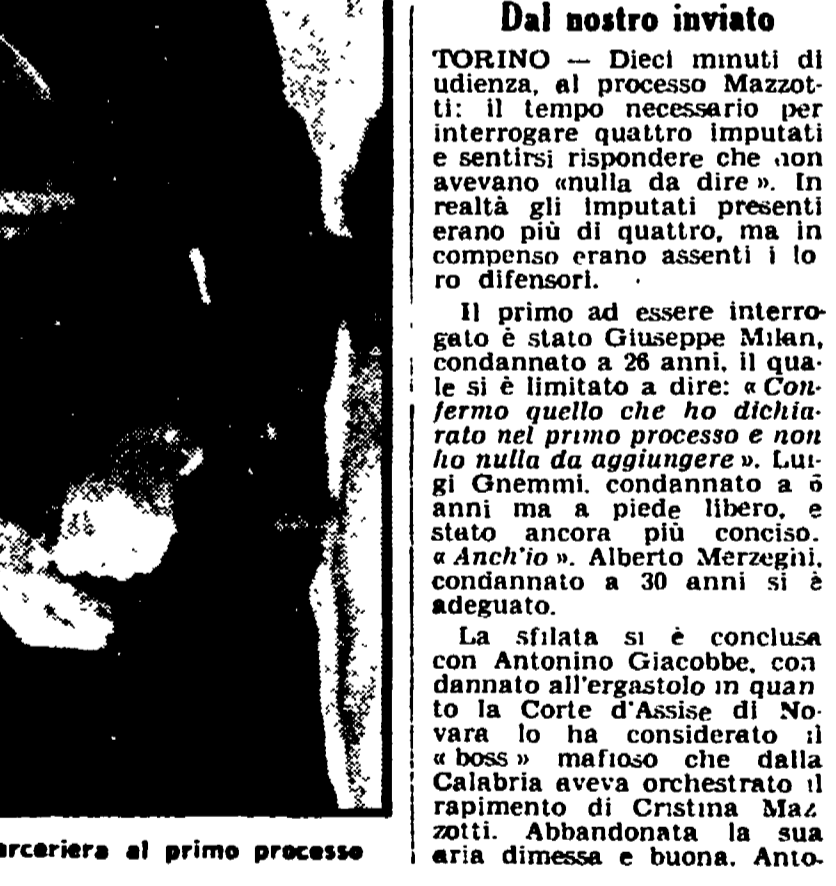 Dal nostro inviato
TORINO — Dieci minuti di
udienza, al processo Mazzot-
ti: il tempo necessario per
interrogare quattro imputati
e sentirsi rispondere che non
avevano «nulla da dire». In
realtà gli imputati presenti
erano più di quattro, ma in
compenso erano assenti i lo
ro difensori.
Il primo ad essere interro-
gato è stato Giuseppe Milan,
condannato a 26 anni, il qua-
le si è limitato a dire: «Con-
fermo quello che ho dichia-
rato nel primo processo e non
ho nulla da aggiungere». Lui-
gi Gnemmi, condannato a
anni ma a piede libero, e
stato ancora più conciso.
«Anch'io». Alberto Merzeghi,
condannato a 30 anni si è
adeguato.
La sfilata si è conclusa
con Antonino Giacobbe, con
dannato all'ergastolo in quan
to la Corte d'Assise di No-
vara lo ha considerato il
«boss» mafioso che dalla
Calabria aveva orchestrato il
rapimento di Cristina Maz
zotti. Abbandonata la sua
aria dimessa e buona, Anto-
arceriera al primo processo